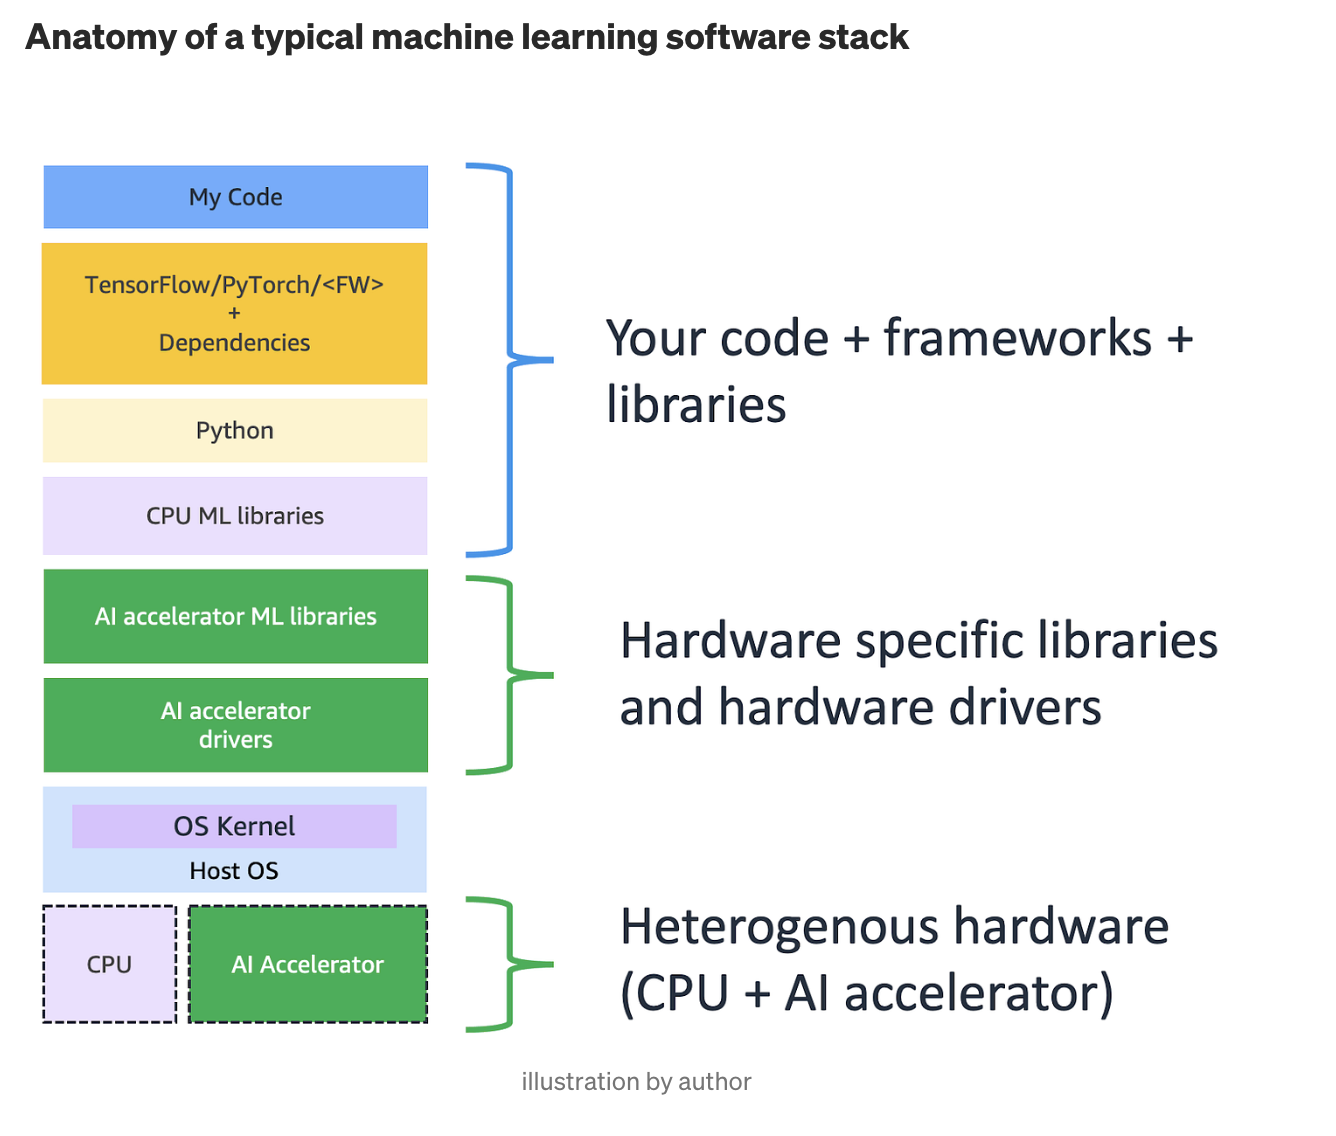 Anatomy of a typical machine learning software stack
My Code
TensorFlow/PyTorch/<FW>
+
Dependencies
Python
CPU ML libraries
Your code + frameworks +
libraries
AI accelerator ML libraries
AI accelerator
drivers
Hardware specific libraries
and hardware drivers
OS Kernel
Host OS
CPU
AI Accelerator
Heterogenous hardware
(CPU + AI accelerator)
illustration by author